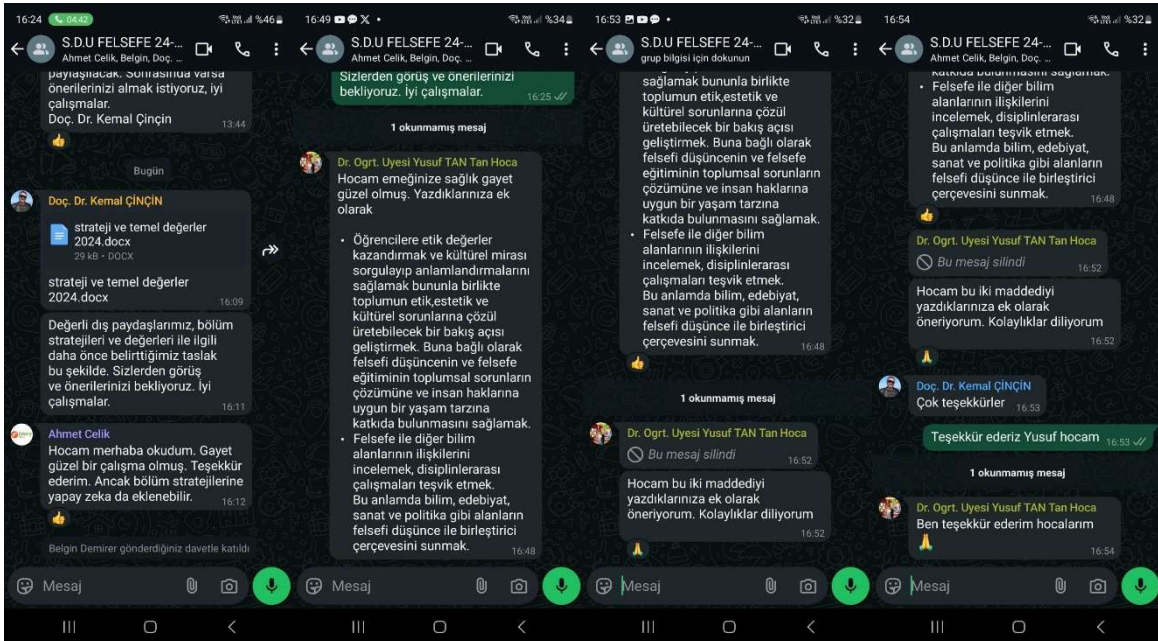 16:24 04:42 %46
S.D.U FELSEFE 24-...
Ahmet Celik, Belgin, Doç. ...
paylaşılacak. Sonrasında varsa
önerilerinizi almak istiyoruz, iyi
çalışmalar.
Doç. Dr. Kemal Çinçin
13:44
Bugün
Doç. Dr. Kemal ÇİNÇİN
strateji ve temel değerler
2024.docx
29 kB • DOCX
strateji ve temel değerler
2024.docx
16:09
Değerli dış paydaşlarımız, bölüm
stratejileri ve değerleri ile ilgili
daha önce belirttiğimiz taslak
bu şekilde. Sizlerden görüş
ve önerilerinizi bekliyoruz. İyi
çalışmalar.
16:11
Ahmet Celik
Hocam merhaba okudum. Gayet
güzel bir çalışma olmuş. Teşekkür
ederim. Ancak bölüm stratejilerine
yapay zeka da eklenebilir.
16:12
Belgin Demirer gönderdiğiniz davetle katıldı
Mesaj
16:49 %34
S.D.U FELSEFE 24-...
Ahmet Celik, Belgin, Doç. ...
Sizlerden görüş ve önerilerinizi
bekliyoruz. İyi çalışmalar.
16:25
1 okunmamış mesaj
Dr. Ogrt. Uyesi Yusuf TAN Tan Hoca
Hocam emeğinize sağlık gayet
güzel olmuş. Yazdıklarınıza ek
olarak
• Öğrencilere etik değerler
kazandırmak ve kültürel mirası
sorgulayıp anlamlandırmalarını
sağlamak bununla birlikte
toplumun etik,estetik ve
kültürel sorunlarına çözül
üretebilecek bir bakış açısı
geliştirmek. Buna bağlı olarak
felsefi düşüncenin ve felsefe
eğitiminin toplumsal sorunların
çözümüne ve insan haklarına
uygun bir yaşam tarzına
katkıda bulunmasını sağlamak.
• Felsefe ile diğer bilim
alanlarının ilişkilerini
incelemek, disiplinlerarası
çalışmaları teşvik etmek.
Bu anlamda bilim, edebiyat,
sanat ve politika gibi alanların
felsefi düşünce ile birleştirici
çerçevesini sunmak.
16:48
Mesaj
16:53 %32
S.D.U FELSEFE 24-...
grup bilgisi için dokunun
sağlamak bununla birlikte
toplumun etik,estetik ve
kültürel sorunlarına çözül
üretebilecek bir bakış açısı
geliştirmek. Buna bağlı olarak
felsefi düşüncenin ve felsefe
eğitiminin toplumsal sorunların
çözümüne ve insan haklarına
uygun bir yaşam tarzına
katkıda bulunmasını sağlamak.
• Felsefe ile diğer bilim
alanlarının ilişkilerini
incelemek, disiplinlerarası
çalışmaları teşvik etmek.
Bu anlamda bilim, edebiyat,
sanat ve politika gibi alanların
felsefi düşünce ile birleştirici
çerçevesini sunmak.
16:48
1 okunmamış mesaj
Dr. Ogrt. Uyesi Yusuf TAN Tan Hoca
Bu mesaj silindi
16:52
Hocam bu iki maddediyi
yazdıklarınıza ek olarak
öneriyorum. Kolaylıklar diliyorum
16:52
Mesaj
16:54 %32
S.D.U FELSEFE 24-...
Ahmet Celik, Belgin, Doç. ...
katkıda bulunmasını sağlamak.
• Felsefe ile diğer bilim
alanlarının ilişkilerini
incelemek, disiplinlerarası
çalışmaları teşvik etmek.
Bu anlamda bilim, edebiyat,
sanat ve politika gibi alanların
felsefi düşünce ile birleştirici
çerçevesini sunmak.
16:48
Dr. Ogrt. Uyesi Yusuf TAN Tan Hoca
Bu mesaj silindi
16:52
Hocam bu iki maddediyi
yazdıklarınıza ek olarak
öneriyorum. Kolaylıklar diliyorum
16:52
Doç. Dr. Kemal ÇİNÇİN
Çok teşekkürler
16:53
Teşekkür ederiz Yusuf hocam
16:53
1 okunmamış mesaj
Dr. Ogrt. Uyesi Yusuf TAN Tan Hoca
Ben teşekkür ederim hocalarım
16:54
Mesaj